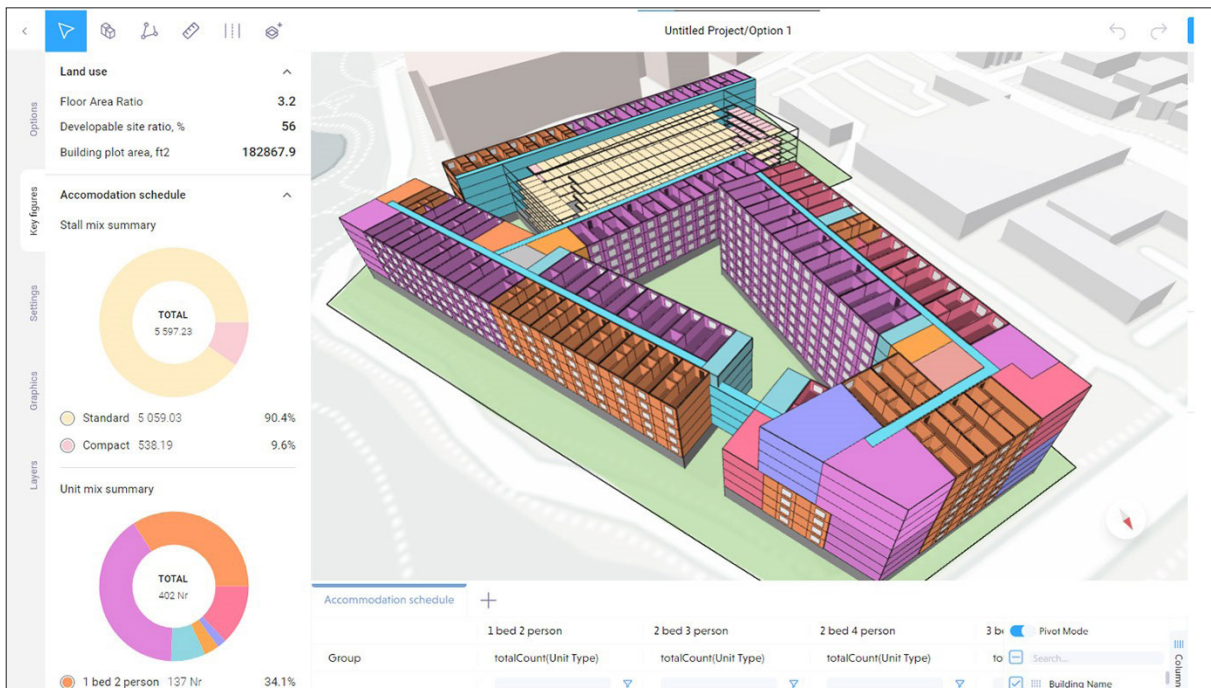 Untitled Project/Option 1
Options
Key figures
Settings
Graphics
Layers
Land use
Floor Area Ratio 3.2
Developable site ratio, % 56
Building plot area, ft2 182867.9
Accomodation schedule
Stall mix summary
TOTAL
5 597.23
Standard 5 059.03 90.4%
Compact 538.19 9.6%
Unit mix summary
TOTAL
402 Nr
1 bed 2 person 137 Nr 34.1%
Accommodation schedule
1 bed 2 person 2 bed 3 person 2 bed 4 person 3 be Pivot Mode
Group totalCount(Unit Type) totalCount(Unit Type) totalCount(Unit Type) to Search...
Building Name
Column